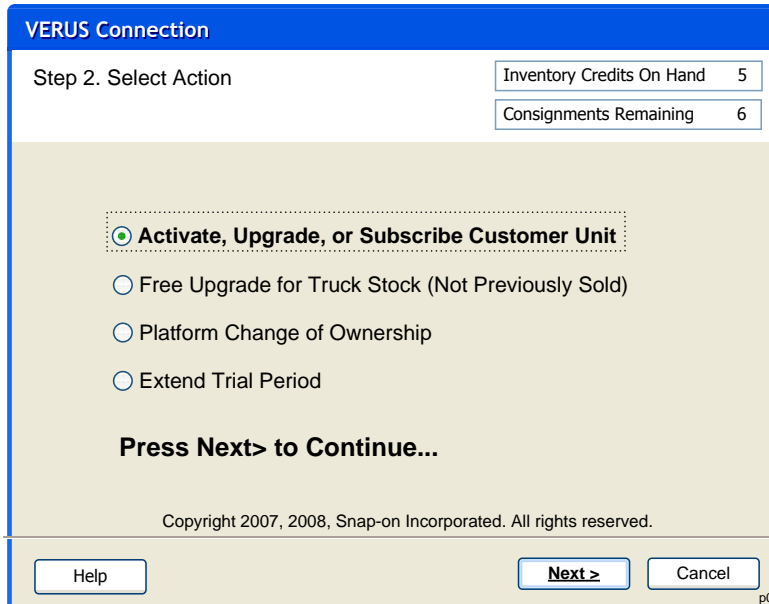 VERUS Connection
Step 2. Select Action
Inventory Credits On Hand 5
Consignments Remaining 6
Activate, Upgrade, or Subscribe Customer Unit
Free Upgrade for Truck Stock (Not Previously Sold)
Platform Change of Ownership
Extend Trial Period
Press Next> to Continue...
Copyright 2007, 2008, Snap-on Incorporated. All rights reserved.
Help
Next >
Cancel